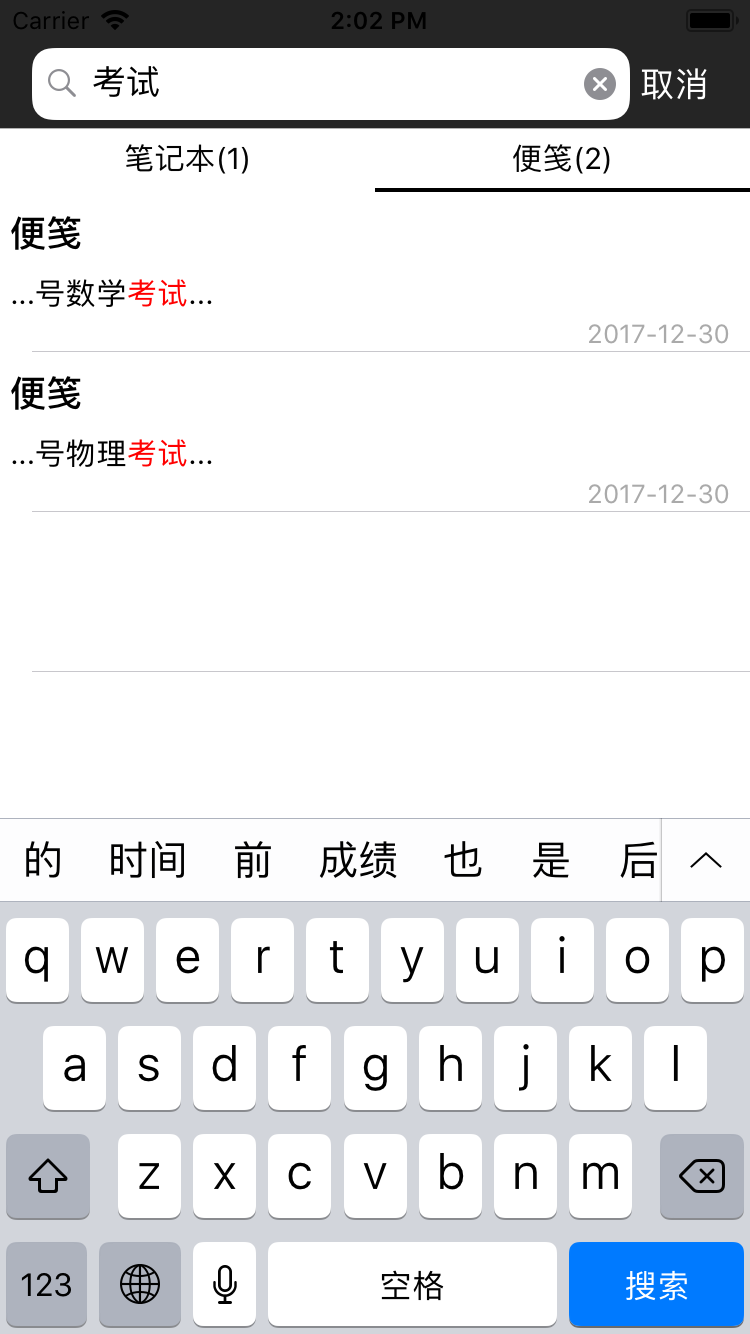 Carrier 2:02 PM
考试 取消
笔记本(1) 便笺(2)
便笺
...号数学考试...
2017-12-30
便笺
...号物理考试...
2017-12-30
的 时间 前 成绩 也 是 后
q w e r t y u i o p
a s d f g h j k l
z x c v b n m
123 空格 搜索